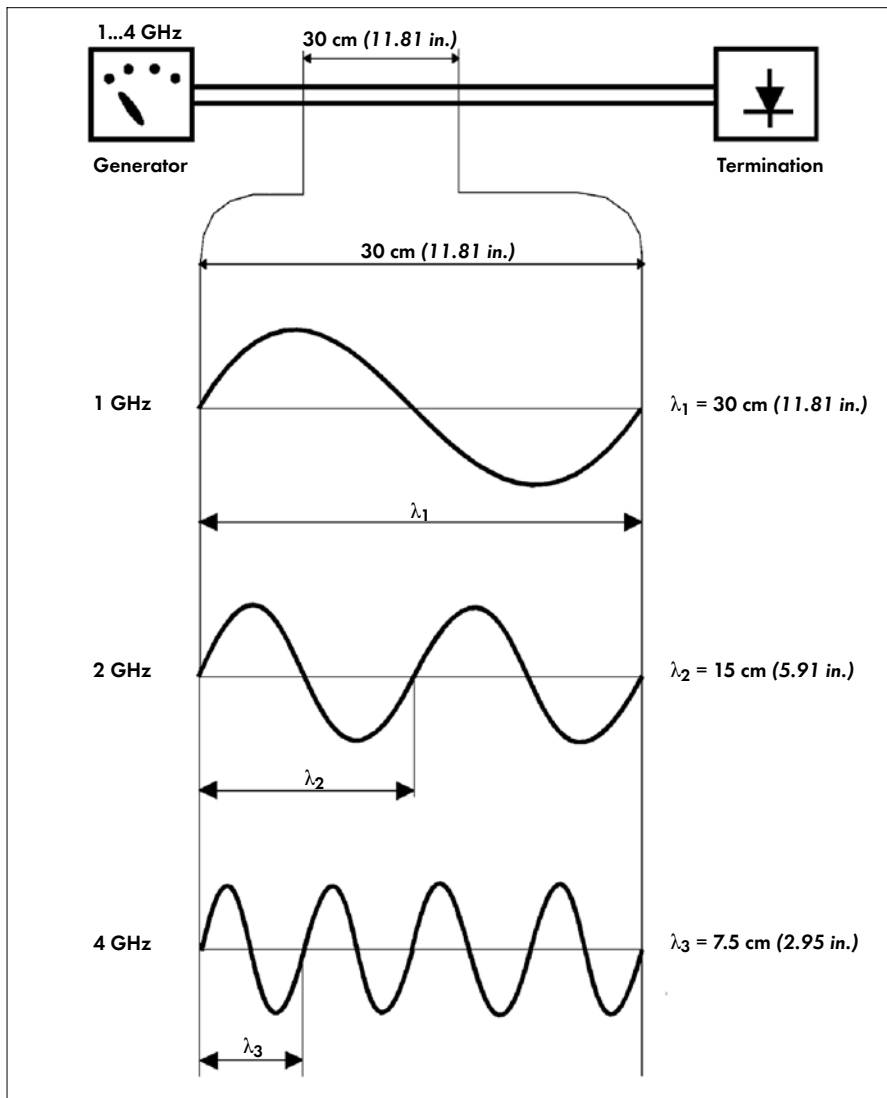 1...4 GHz
30 cm (11.81 in.)
Generator
Termination
30 cm (11.81 in.)
1 GHz
λ1 = 30 cm (11.81 in.)
λ1
2 GHz
λ2 = 15 cm (5.91 in.)
λ2
4 GHz
λ3 = 7.5 cm (2.95 in.)
λ3